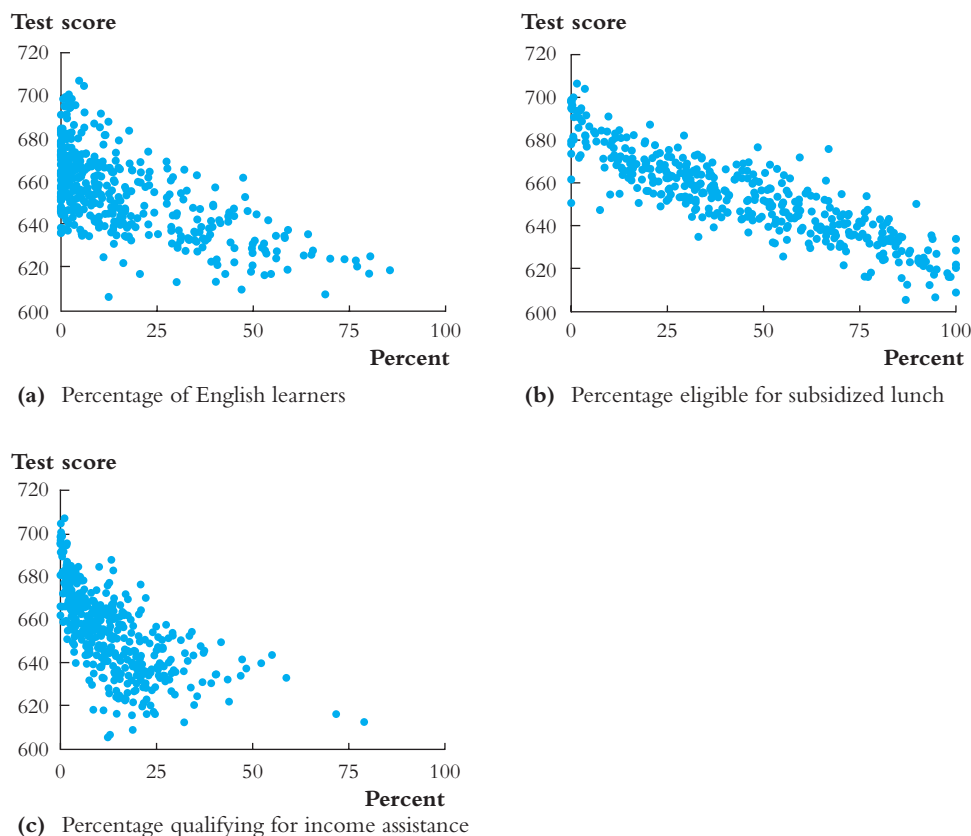 Test score
720
700
680
660
640
620
600
0 25 50 75 100
Percent
(a) Percentage of English learners
Test score
720
700
680
660
640
620
600
0 25 50 75 100
Percent
(b) Percentage eligible for subsidized lunch
Test score
720
700
680
660
640
620
600
0 25 50 75 100
Percent
(c) Percentage qualifying for income assistance